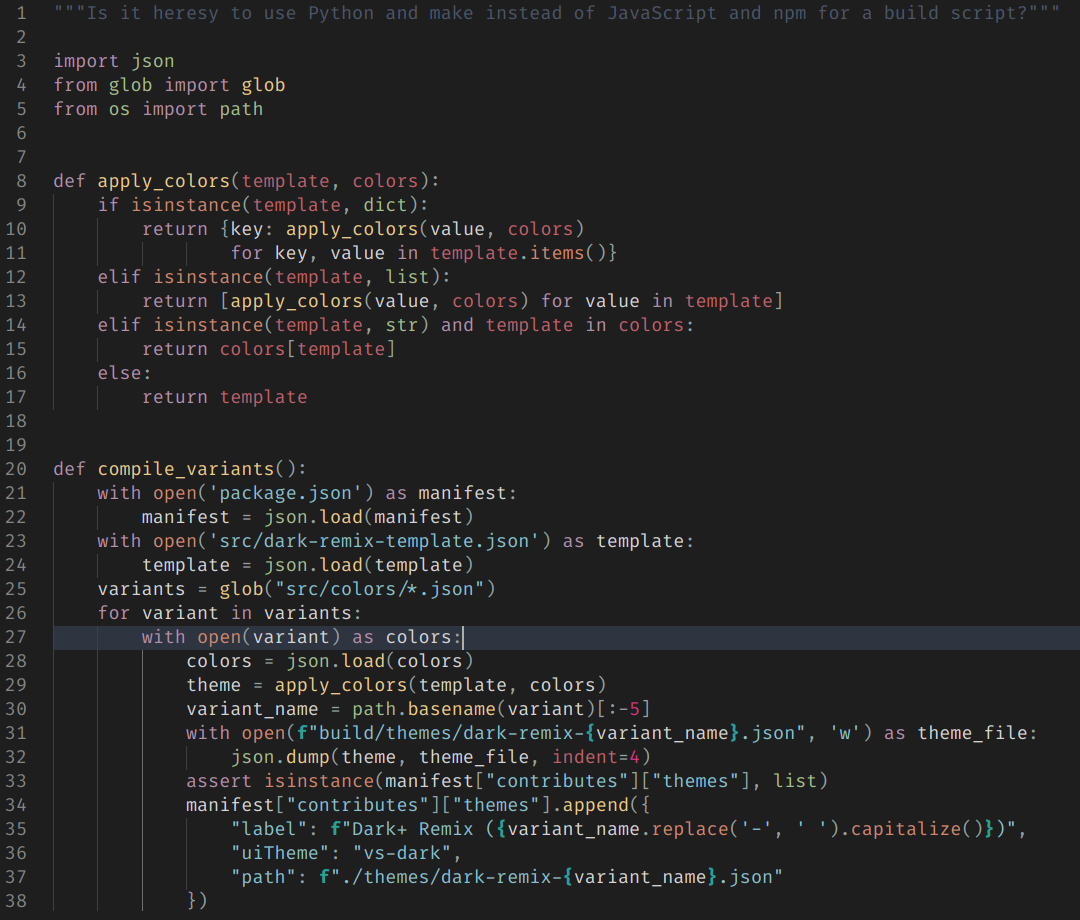 1 """Is it heresy to use Python and make instead of JavaScript and npm for a build script?"""
2
3 import json
4 from glob import glob
5 from os import path
6
7
8 def apply_colors(template, colors):
9     if isinstance(template, dict):
10         return {key: apply_colors(value, colors)
11                 for key, value in template.items()}
12     elif isinstance(template, list):
13         return [apply_colors(value, colors) for value in template]
14     elif isinstance(template, str) and template in colors:
15         return colors[template]
16     else:
17         return template
18
19
20 def compile_variants():
21     with open('package.json') as manifest:
22         manifest = json.load(manifest)
23     with open('src/dark-remix-template.json') as template:
24         template = json.load(template)
25     variants = glob("src/colors/*.json")
26     for variant in variants:
27         with open(variant) as colors:
28             colors = json.load(colors)
29             theme = apply_colors(template, colors)
30             variant_name = path.basename(variant)[:-5]
31             with open(f"build/themes/dark-remix-{variant_name}.json", 'w') as theme_file:
32                 json.dump(theme, theme_file, indent=4)
33             assert isinstance(manifest["contributes"]["themes"], list)
34             manifest["contributes"]["themes"].append({
35                 "label": f"Dark+ Remix ({variant_name.replace('-', ' ').capitalize()})",
36                 "uiTheme": "vs-dark",
37                 "path": f"./themes/dark-remix-{variant_name}.json"
38             })